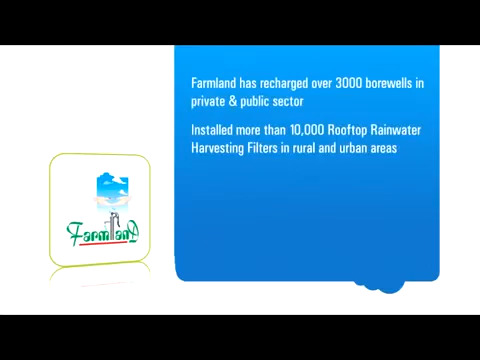 Farmland has recharged over 3000 borewells in
private & public sector
Installed more than 10,000 Rooftop Rainwater
Harvesting Filters in rural and urban areas
FarmlanD